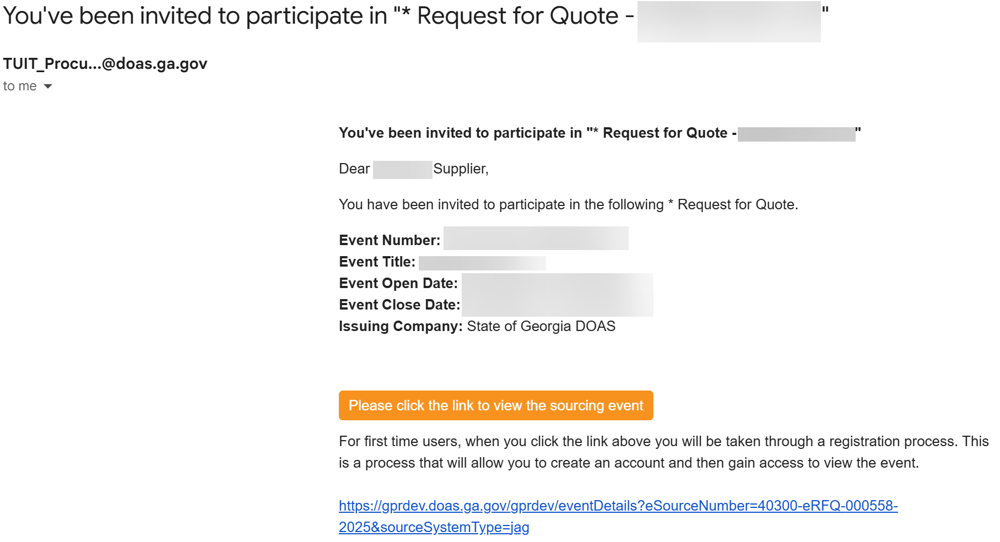 You've been invited to participate in "* Request for Quote - "
TUIT_Procu...@doas.ga.gov
to me
You've been invited to participate in "* Request for Quote - "
Dear Supplier,
You have been invited to participate in the following * Request for Quote.
Event Number:
Event Title:
Event Open Date:
Event Close Date:
Issuing Company: State of Georgia DOAS
Please click the link to view the sourcing event
For first time users, when you click the link above you will be taken through a registration process. This
is a process that will allow you to create an account and then gain access to view the event.
https://gprdev.doas.ga.gov/gprdev/eventDetails?eSourceNumber=40300-eRFQ-000558-
2025&sourceSystemType=jag